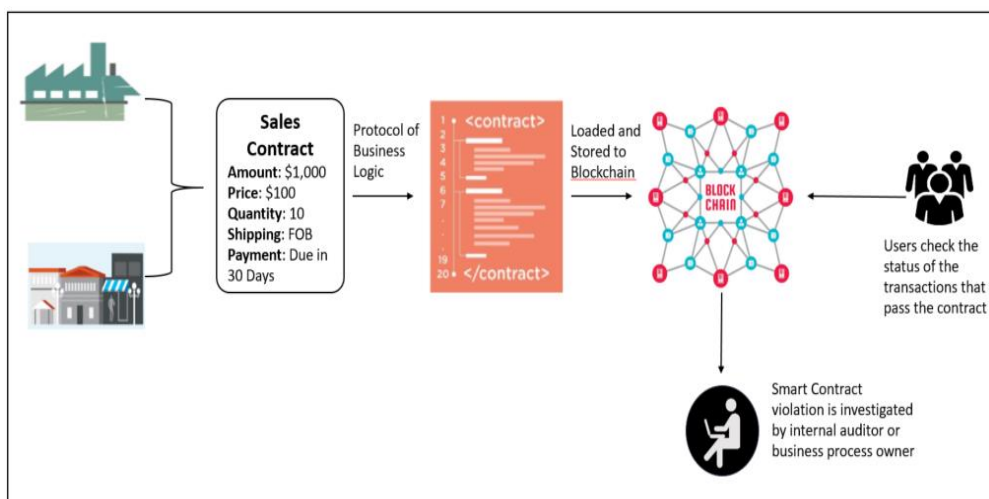 Sales
Contract
Amount: $1,000
Price: $100
Quantity: 10
Shipping: FOB
Payment: Due in
30 Days
Protocol of
Business
Logic
1 <contract>
2
3
4
5
6
7
.
.
.
19
20 </contract>
Loaded and
Stored to
Blockchain
BLOCK
CHAIN
Users check the
status of the
transactions that
pass the contract
Smart Contract
violation is investigated
by internal auditor or
business process owner